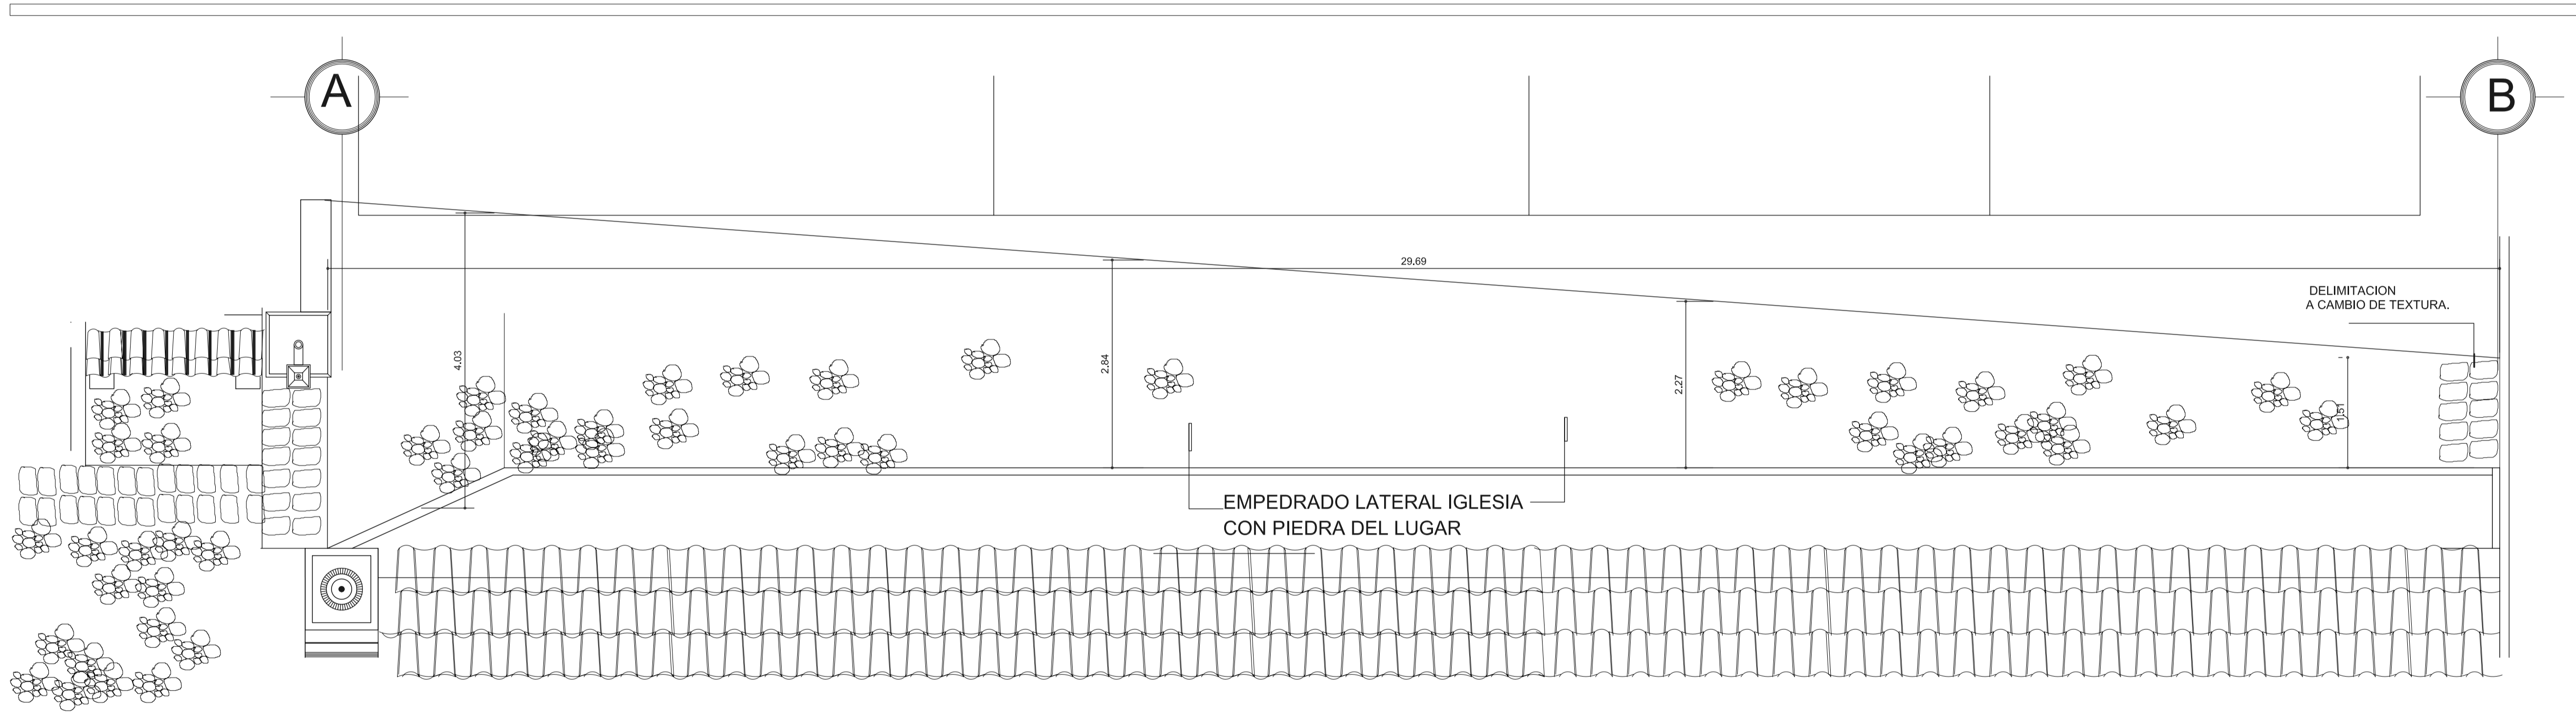 A
B
29.69
DELIMITACION
A CAMBIO DE TEXTURA.
4.03
2.84
2.27
1.51
EMPEDRADO LATERAL IGLESIA
CON PIEDRA DEL LUGAR